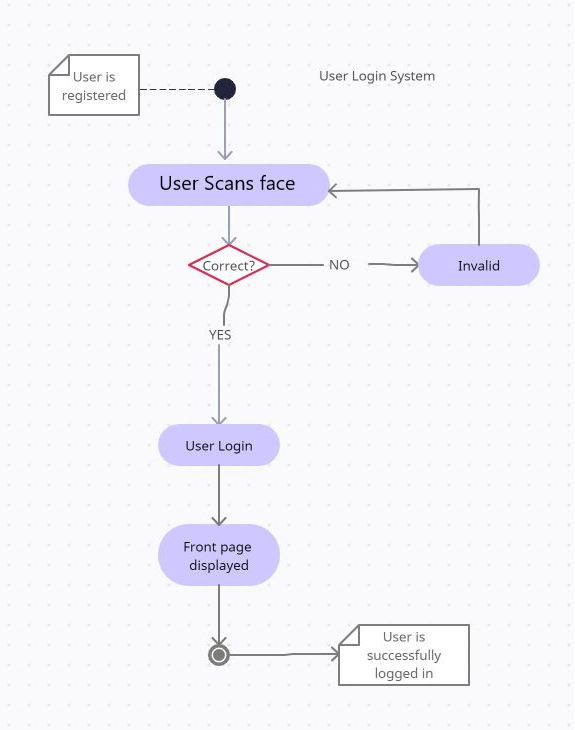 User is
registered
User Login System
User Scans face
Correct?
NO
Invalid
YES
User Login
Front page
displayed
User is
successfully
logged in